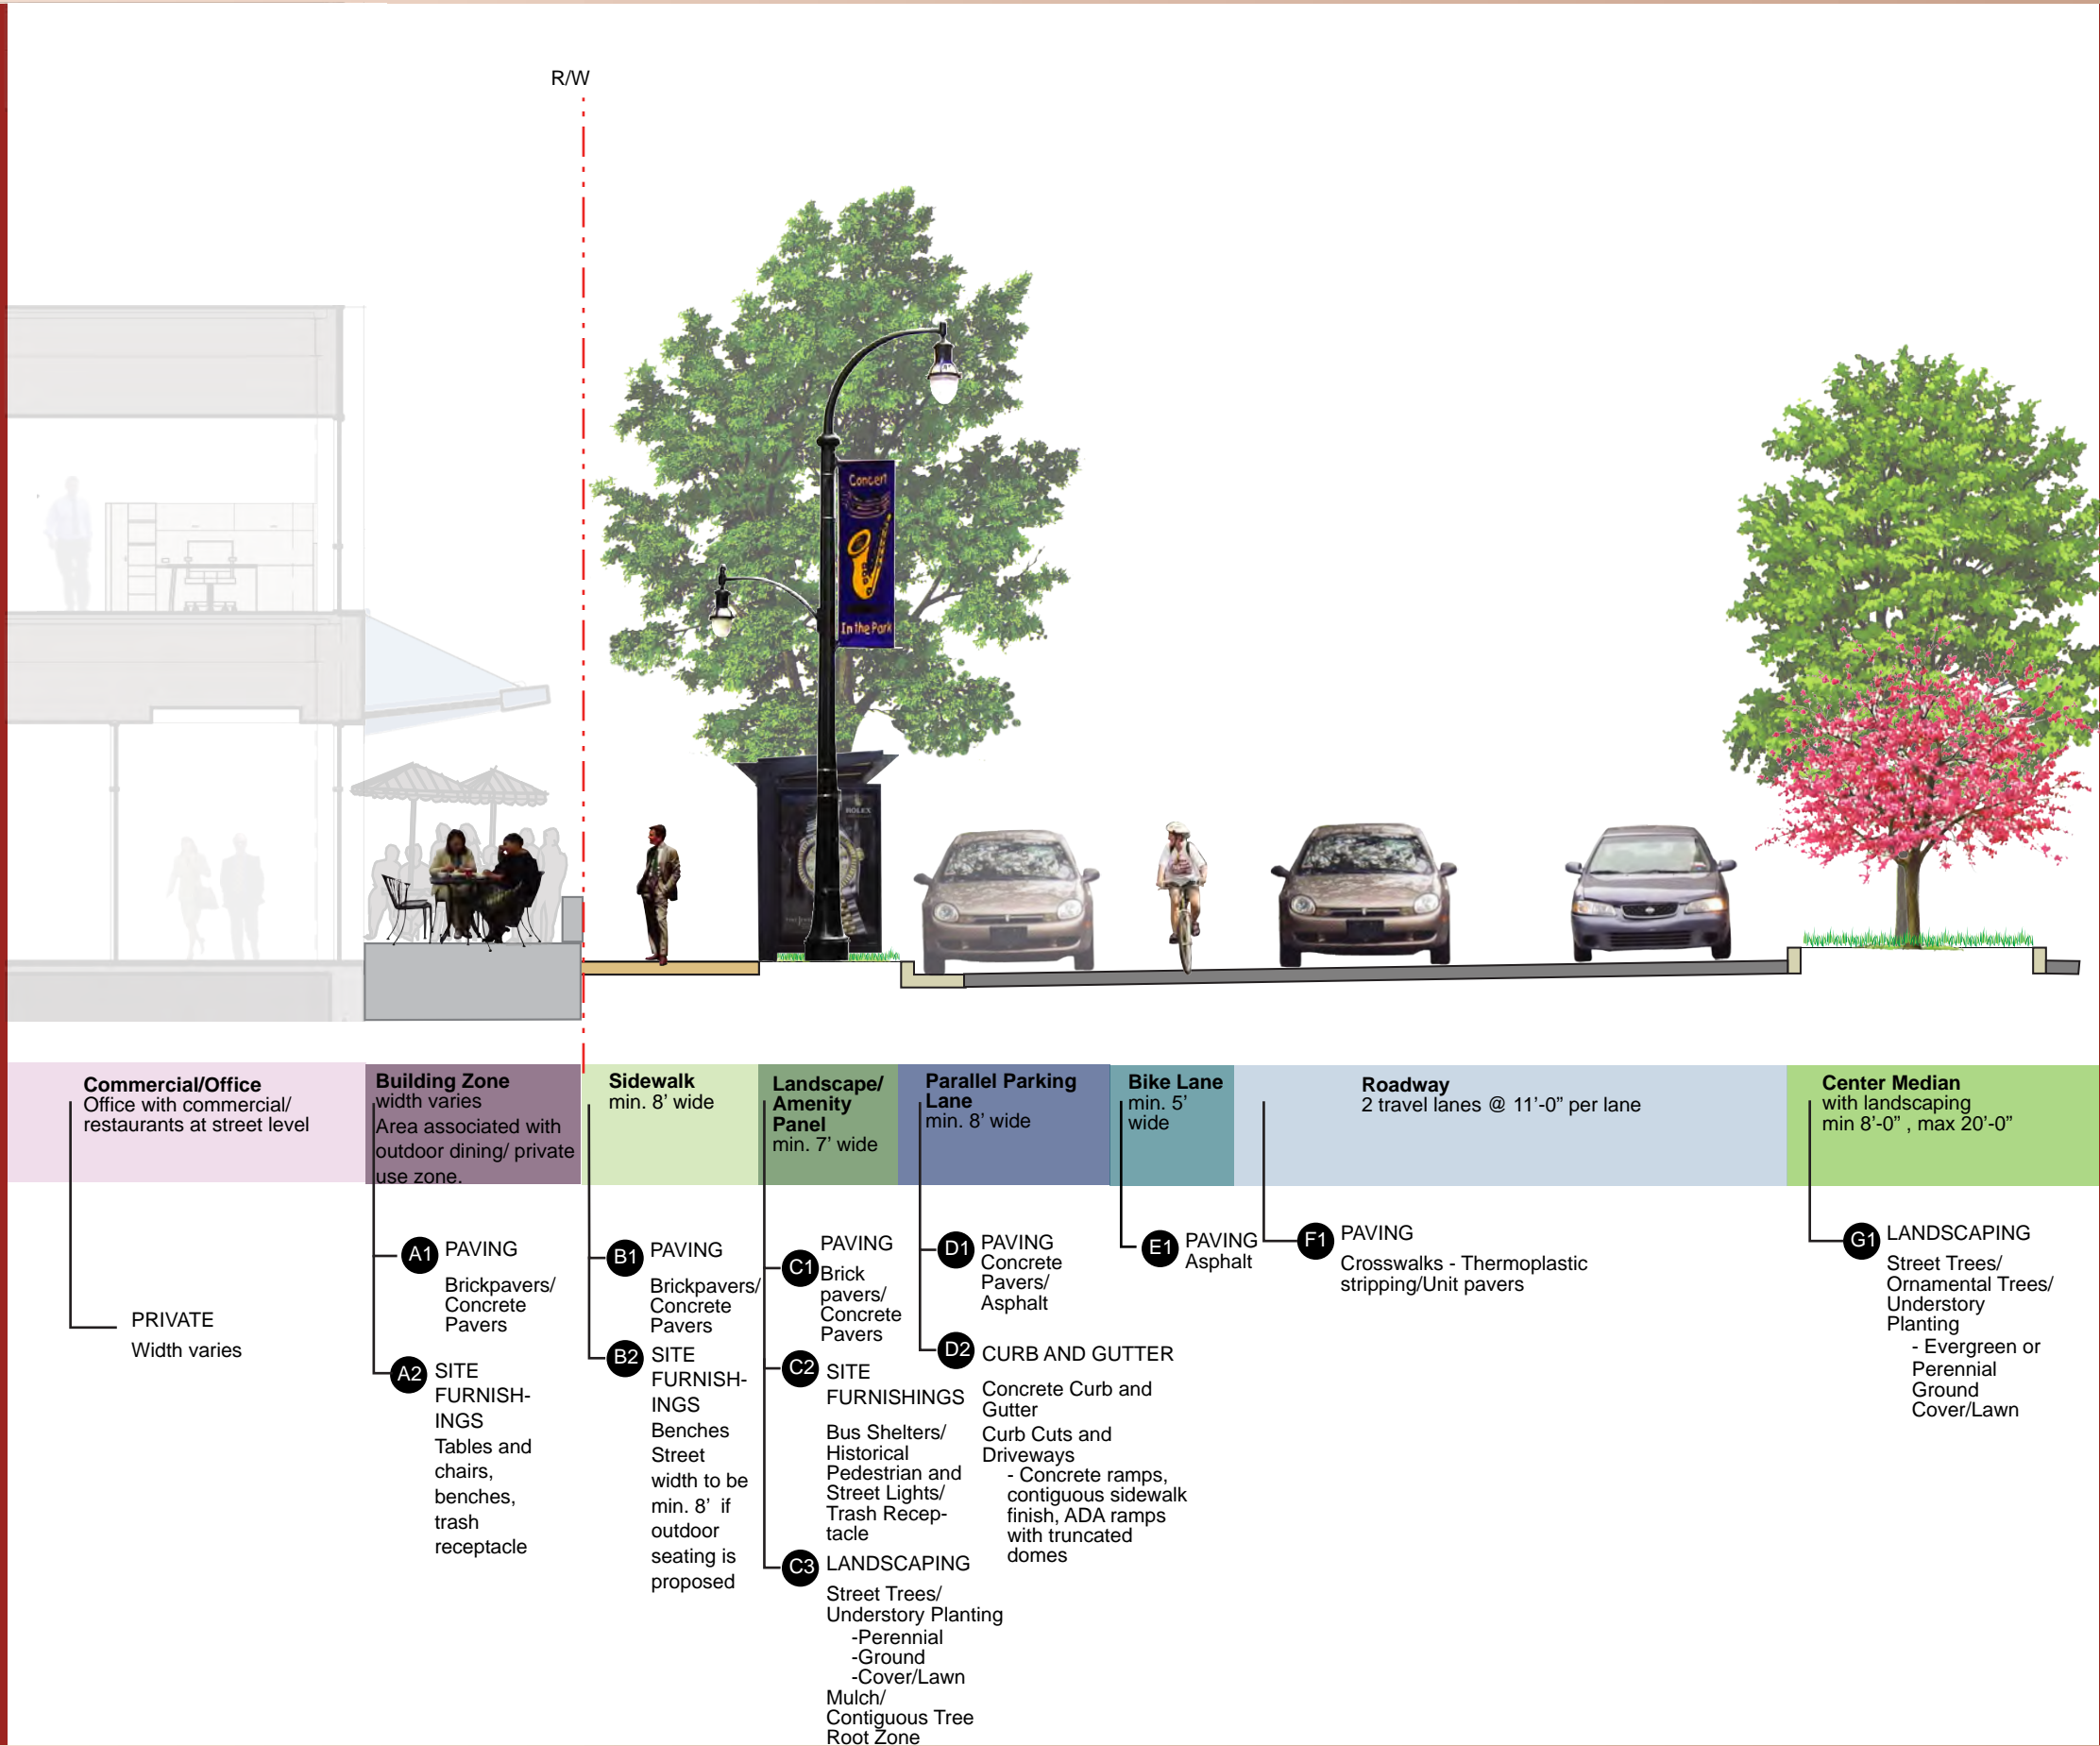 R/W
Concert
In the Park
ROLEX
Commercial/Office
Office with commercial/
restaurants at street level
Building Zone
width varies
Area associated with
outdoor dining/ private
use zone.
Sidewalk
min. 8’ wide
Landscape/
Amenity
Panel
min. 7’ wide
Parallel Parking
Lane
min. 8’ wide
Bike Lane
min. 5’
wide
Roadway
2 travel lanes @ 11’-0” per lane
Center Median
with landscaping
min 8’-0” , max 20’-0”
PRIVATE
Width varies
A1 PAVING
Brickpavers/
Concrete
Pavers
A2 SITE
FURNISH-
INGS
Tables and
chairs,
benches,
trash
receptacle
B1 PAVING
Brickpavers/
Concrete
Pavers
B2 SITE
FURNISH-
INGS
Benches
Street
width to be
min. 8’ if
outdoor
seating is
proposed
C1 PAVING
Brick
pavers/
Concrete
Pavers
C2 SITE
FURNISHINGS
Bus Shelters/
Historical
Pedestrian and
Street Lights/
Trash Recep-
tacle
C3 LANDSCAPING
Street Trees/
Understory Planting
-Perennial
-Ground
-Cover/Lawn
Mulch/
Contiguous Tree
Root Zone
D1 PAVING
Concrete
Pavers/
Asphalt
D2 CURB AND GUTTER
Concrete Curb and
Gutter
Curb Cuts and
Driveways
- Concrete ramps,
contiguous sidewalk
finish, ADA ramps
with truncated
domes
E1 PAVING
Asphalt
F1 PAVING
Crosswalks - Thermoplastic
stripping/Unit pavers
G1 LANDSCAPING
Street Trees/
Ornamental Trees/
Understory
Planting
- Evergreen or
Perennial
Ground
Cover/Lawn